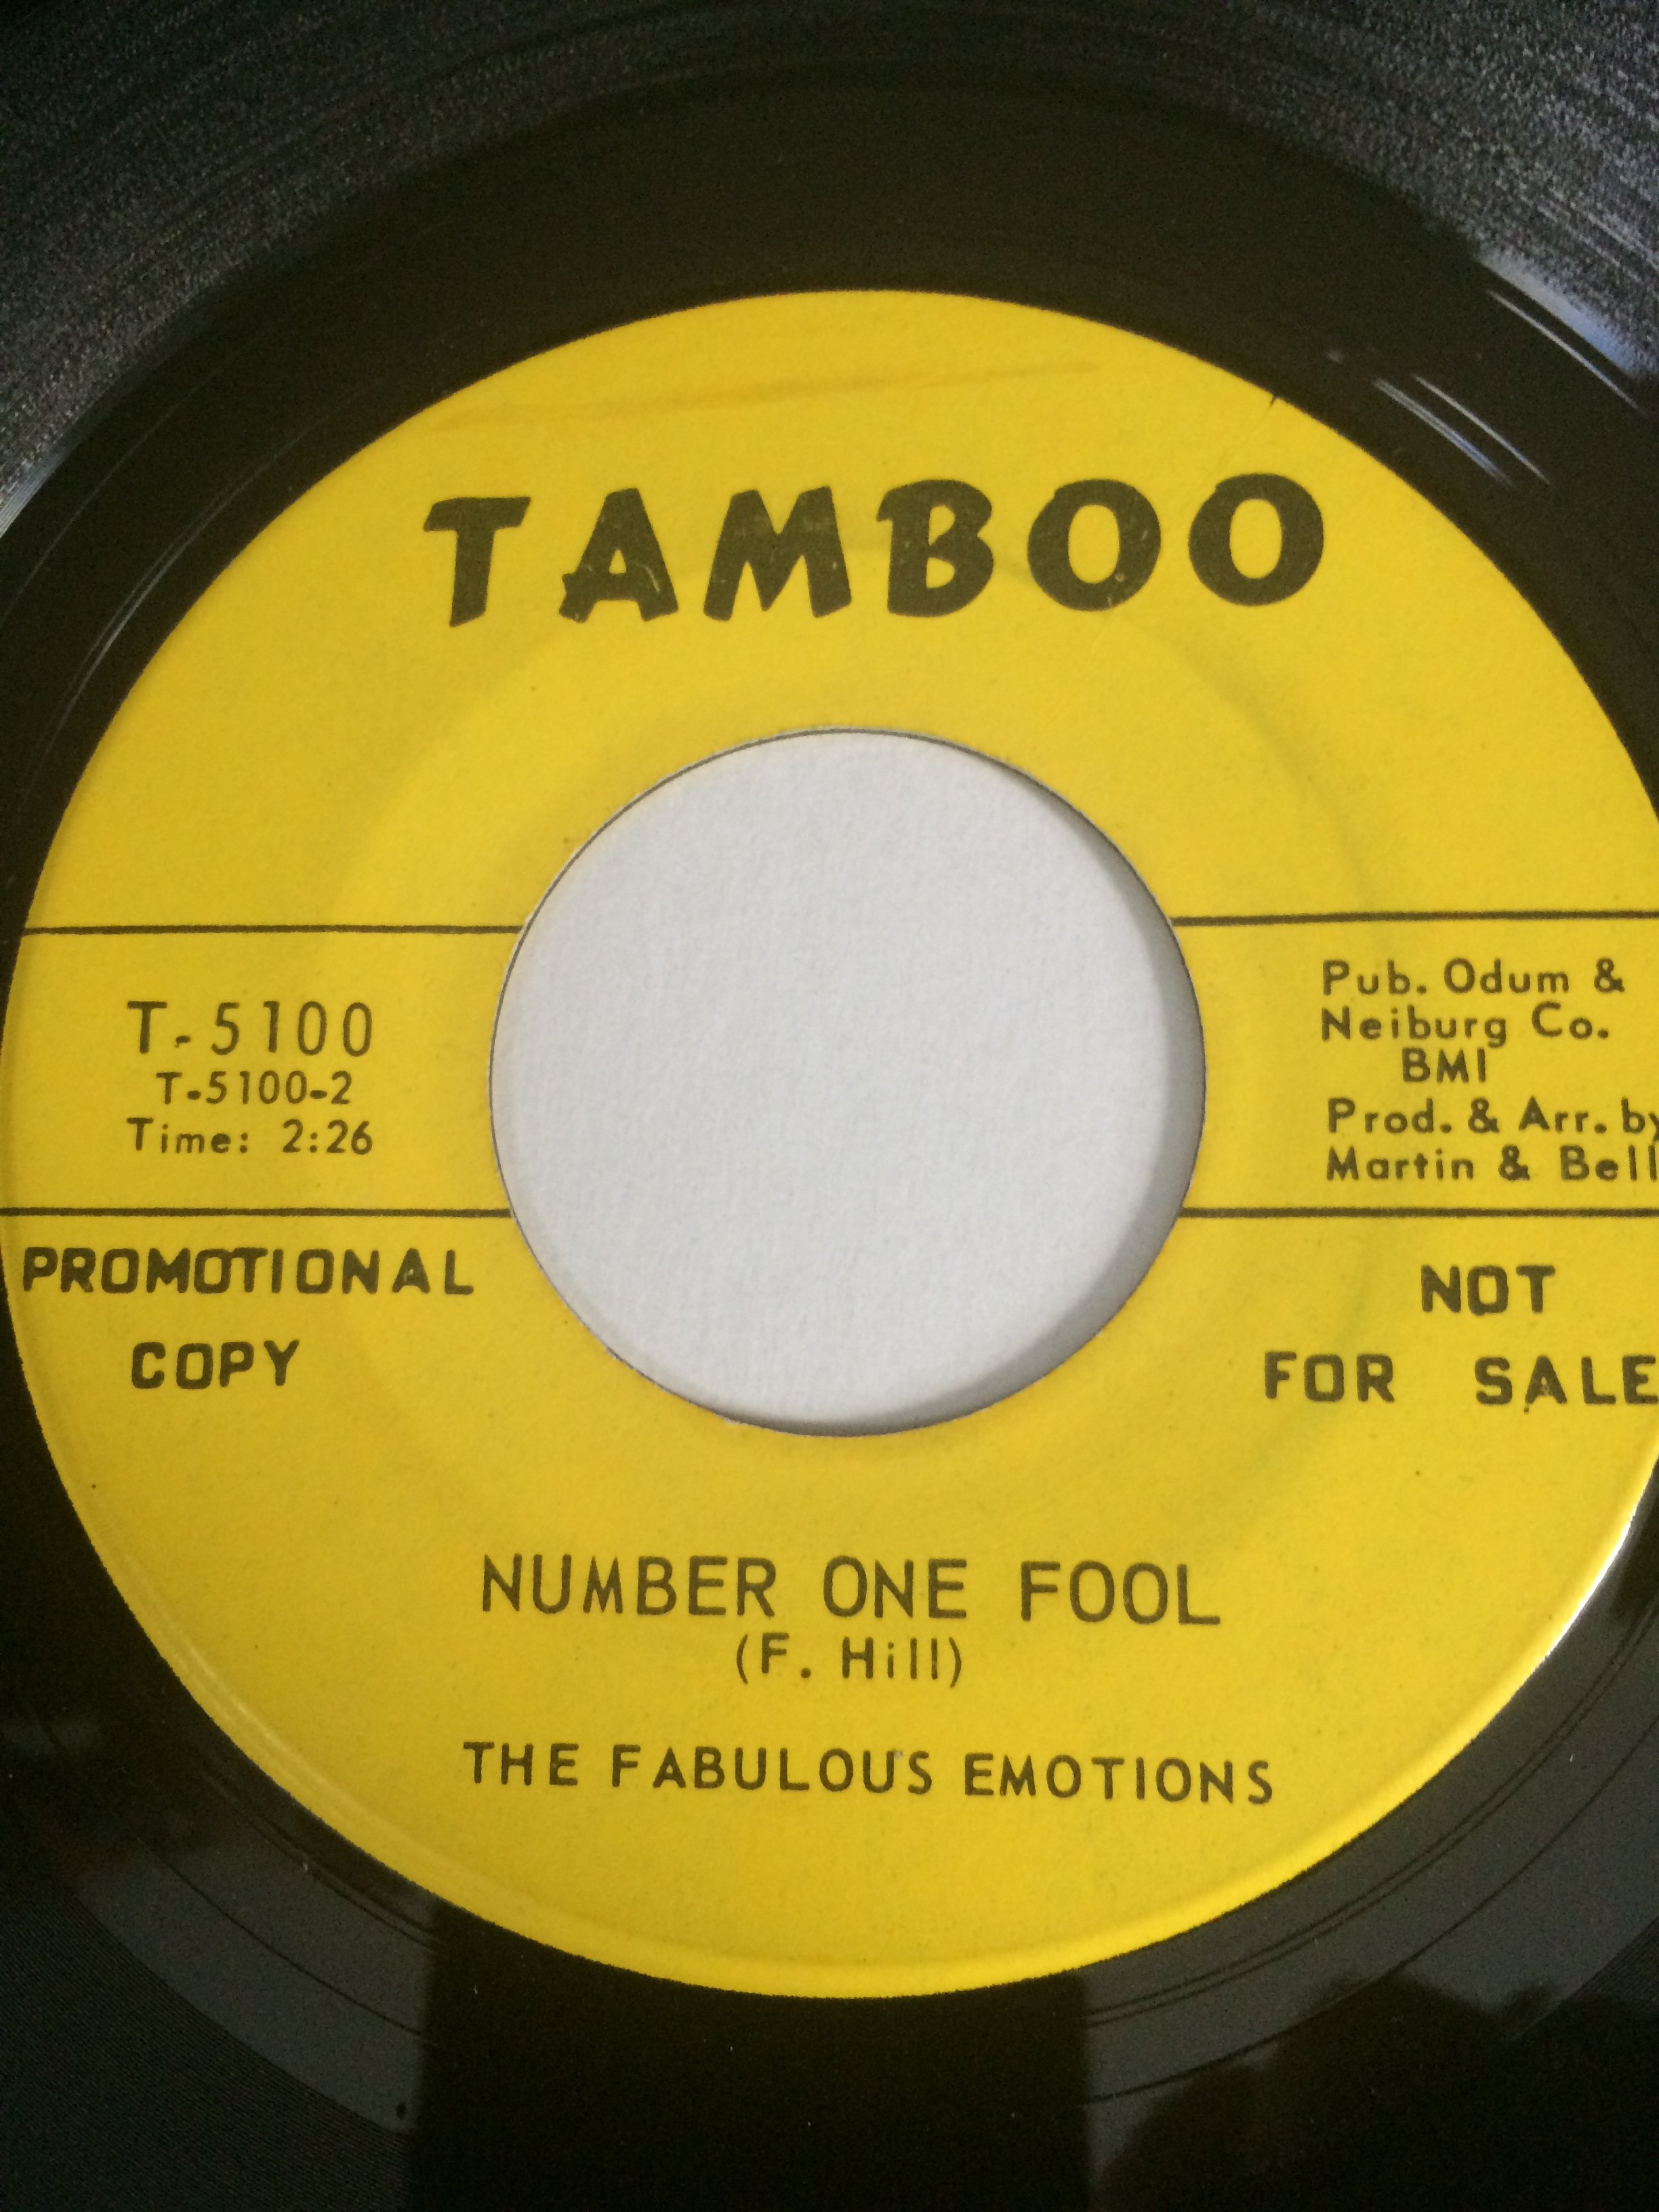 TAMBOO
T-5100
T-5100-2
Time: 2:26
Pub. Odum &
Neiburg Co.
BMI
Prod. & Arr. by
Martin & Bell
PROMOTIONAL
COPY
NOT
FOR SALE
NUMBER ONE FOOL
(F. Hill)
THE FABULOUS EMOTIONS